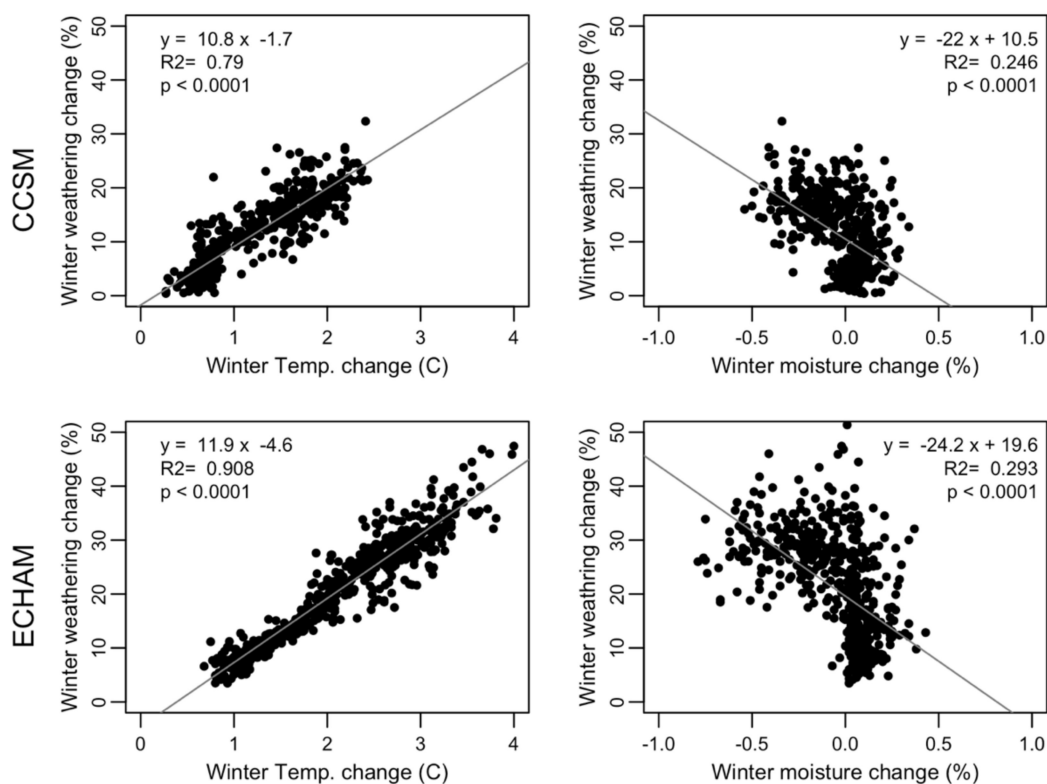 CCSM
Winter weathering change (%)
50
40
30
20
10
0
y = 10.8 x -1.7
R2= 0.79
p < 0.0001
0 1 2 3 4
Winter Temp. change (C)
Winter weathring change (%)
50
40
30
20
10
0
y = -22 x + 10.5
R2= 0.246
p < 0.0001
-1.0 -0.5 0.0 0.5 1.0
Winter moisture change (%)
ECHAM
Winter weathering change (%)
50
40
30
20
10
0
y = 11.9 x -4.6
R2= 0.908
p < 0.0001
0 1 2 3 4
Winter Temp. change (C)
Winter weathring change (%)
50
40
30
20
10
0
y = -24.2 x + 19.6
R2= 0.293
p < 0.0001
-1.0 -0.5 0.0 0.5 1.0
Winter moisture change (%)